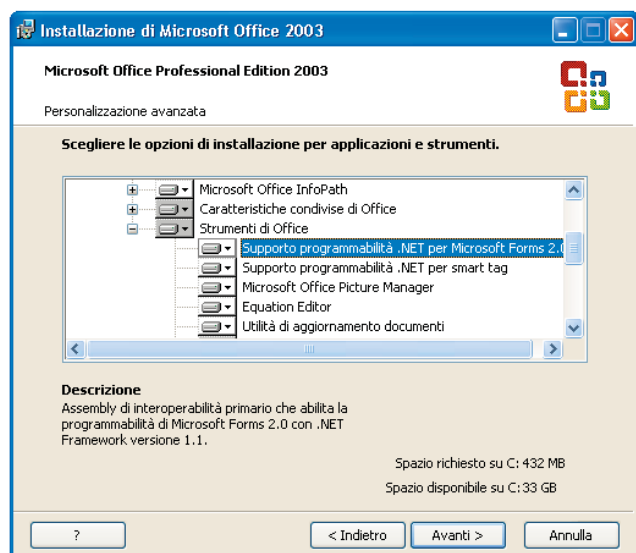 Installazione di Microsoft Office 2003
Microsoft Office Professional Edition 2003
Personalizzazione avanzata
Scegliere le opzioni di installazione per applicazioni e strumenti.
Microsoft Office InfoPath
Caratteristiche condivise di Office
Strumenti di Office
Supporto programmabilità .NET per Microsoft Forms 2.0
Supporto programmabilità .NET per smart tag
Microsoft Office Picture Manager
Equation Editor
Utilità di aggiornamento documenti
Descrizione
Assembly di interoperabilità primario che abilita la
programmabilità di Microsoft Forms 2.0 con .NET
Framework versione 1.1.
Spazio richiesto su C: 432 MB
Spazio disponibile su C: 33 GB
? < Indietro Avanti > Annulla